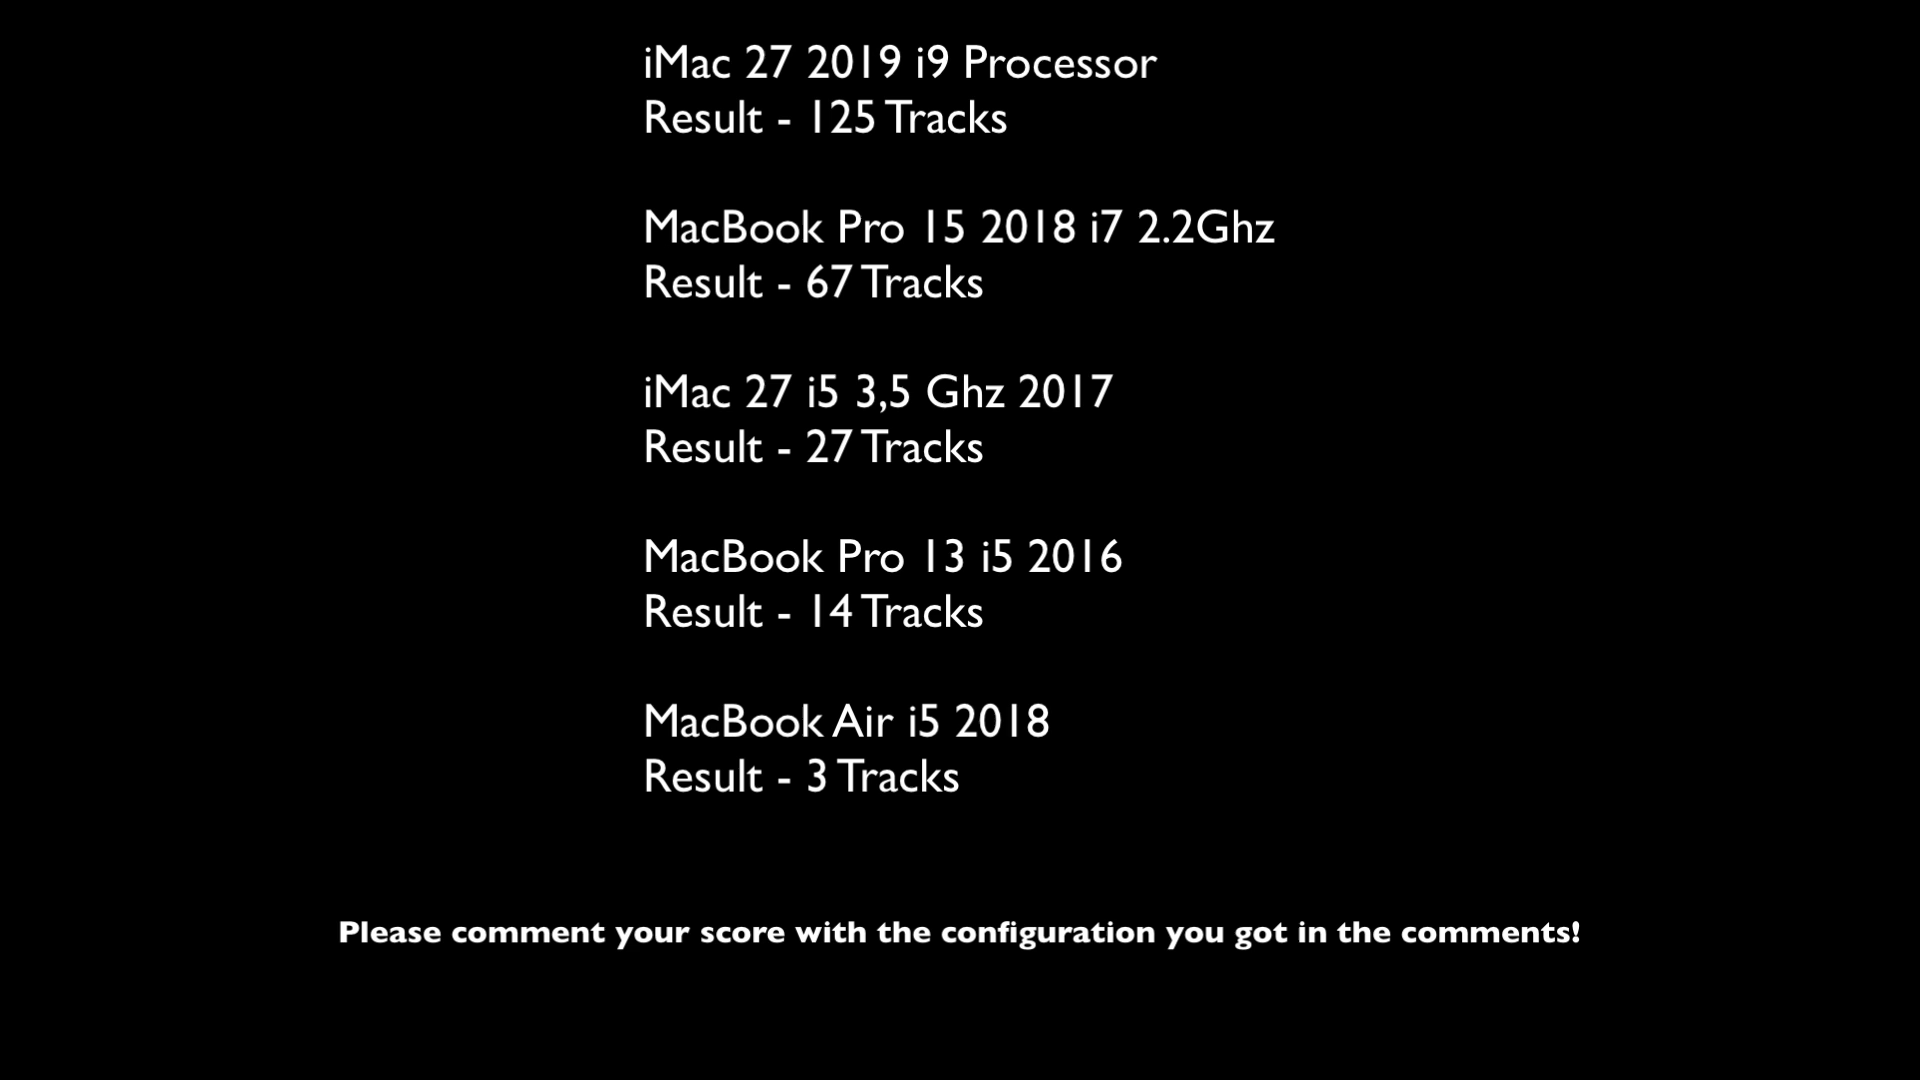 iMac 27 2019 i9 Processor
Result - 125 Tracks
MacBook Pro 15 2018 i7 2.2Ghz
Result - 67 Tracks
iMac 27 i5 3,5 Ghz 2017
Result - 27 Tracks
MacBook Pro 13 i5 2016
Result - 14 Tracks
MacBook Air i5 2018
Result - 3 Tracks
Please comment your score with the configuration you got in the comments!